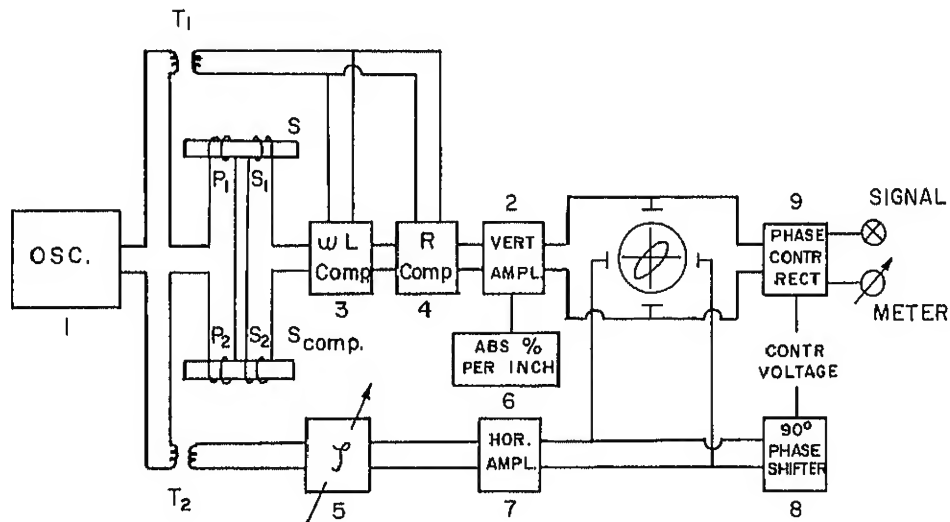 T1
S
P1 S1
2
9
SIGNAL
OSC.
ωL
Comp
R
Comp
VERT
AMPL.
PHASE
CONTR
RECT
METER
1
3
4
P2 S2
Scomp.
ABS %
PER INCH
6
CONTR
VOLTAGE
T2
5
HOR.
AMPL.
7
90°
PHASE
SHIFTER
8